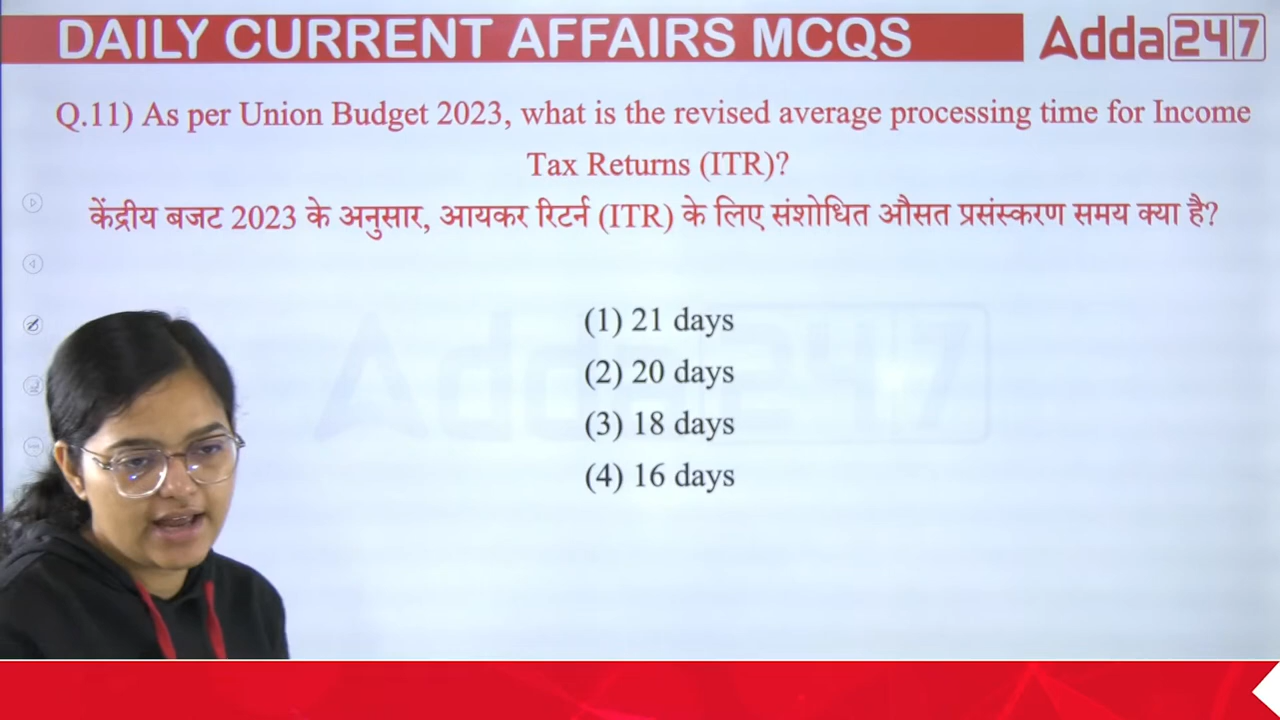 DAILY CURRENT AFFAIRS MCQS
Adda247
Q.11) As per Union Budget 2023, what is the revised average processing time for Income
Tax Returns (ITR)?
केंद्रीय बजट 2023 के अनुसार, आयकर रिटर्न (ITR) के लिए संशोधित औसत प्रसंस्करण समय क्या है?
Adda247
(1) 21 days
(2) 20 days
(3) 18 days
(4) 16 days